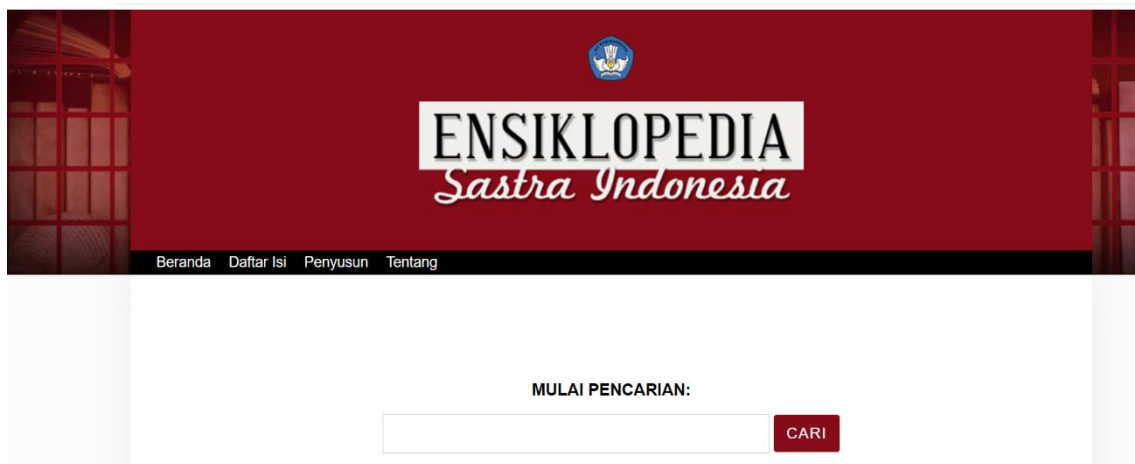 ENSIKLOPEDIA
Sastra Indonesia
Beranda Daftar Isi Penyusun Tentang
MULAI PENCARIAN:
CARI